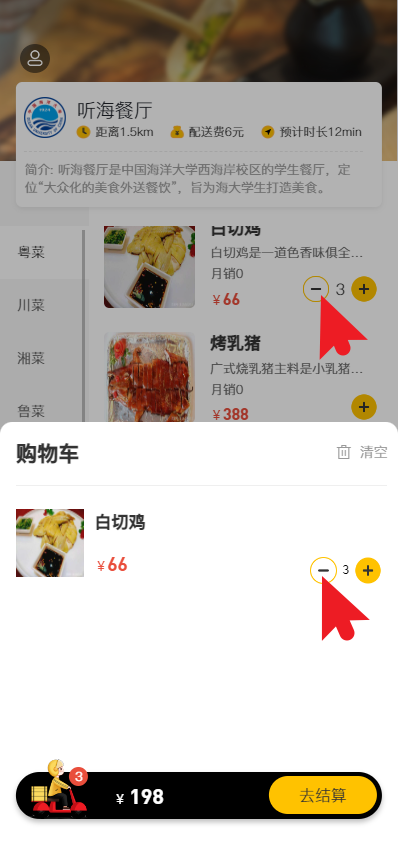 听海餐厅
距离1.5km 配送费6元 预计时长12min
简介: 听海餐厅是中国海洋大学西海岸校区的学生餐厅，定
位“大众化的美食外送餐饮”，旨为海大学生打造美食。
粤菜
川菜
湘菜
鲁菜
白切鸡
白切鸡是一道色香味俱全...
月销0
¥66
3
烤乳猪
广式烧乳猪主料是小乳猪...
月销0
¥388
购物车
清空
白切鸡
¥66
3
3
¥ 198
去结算